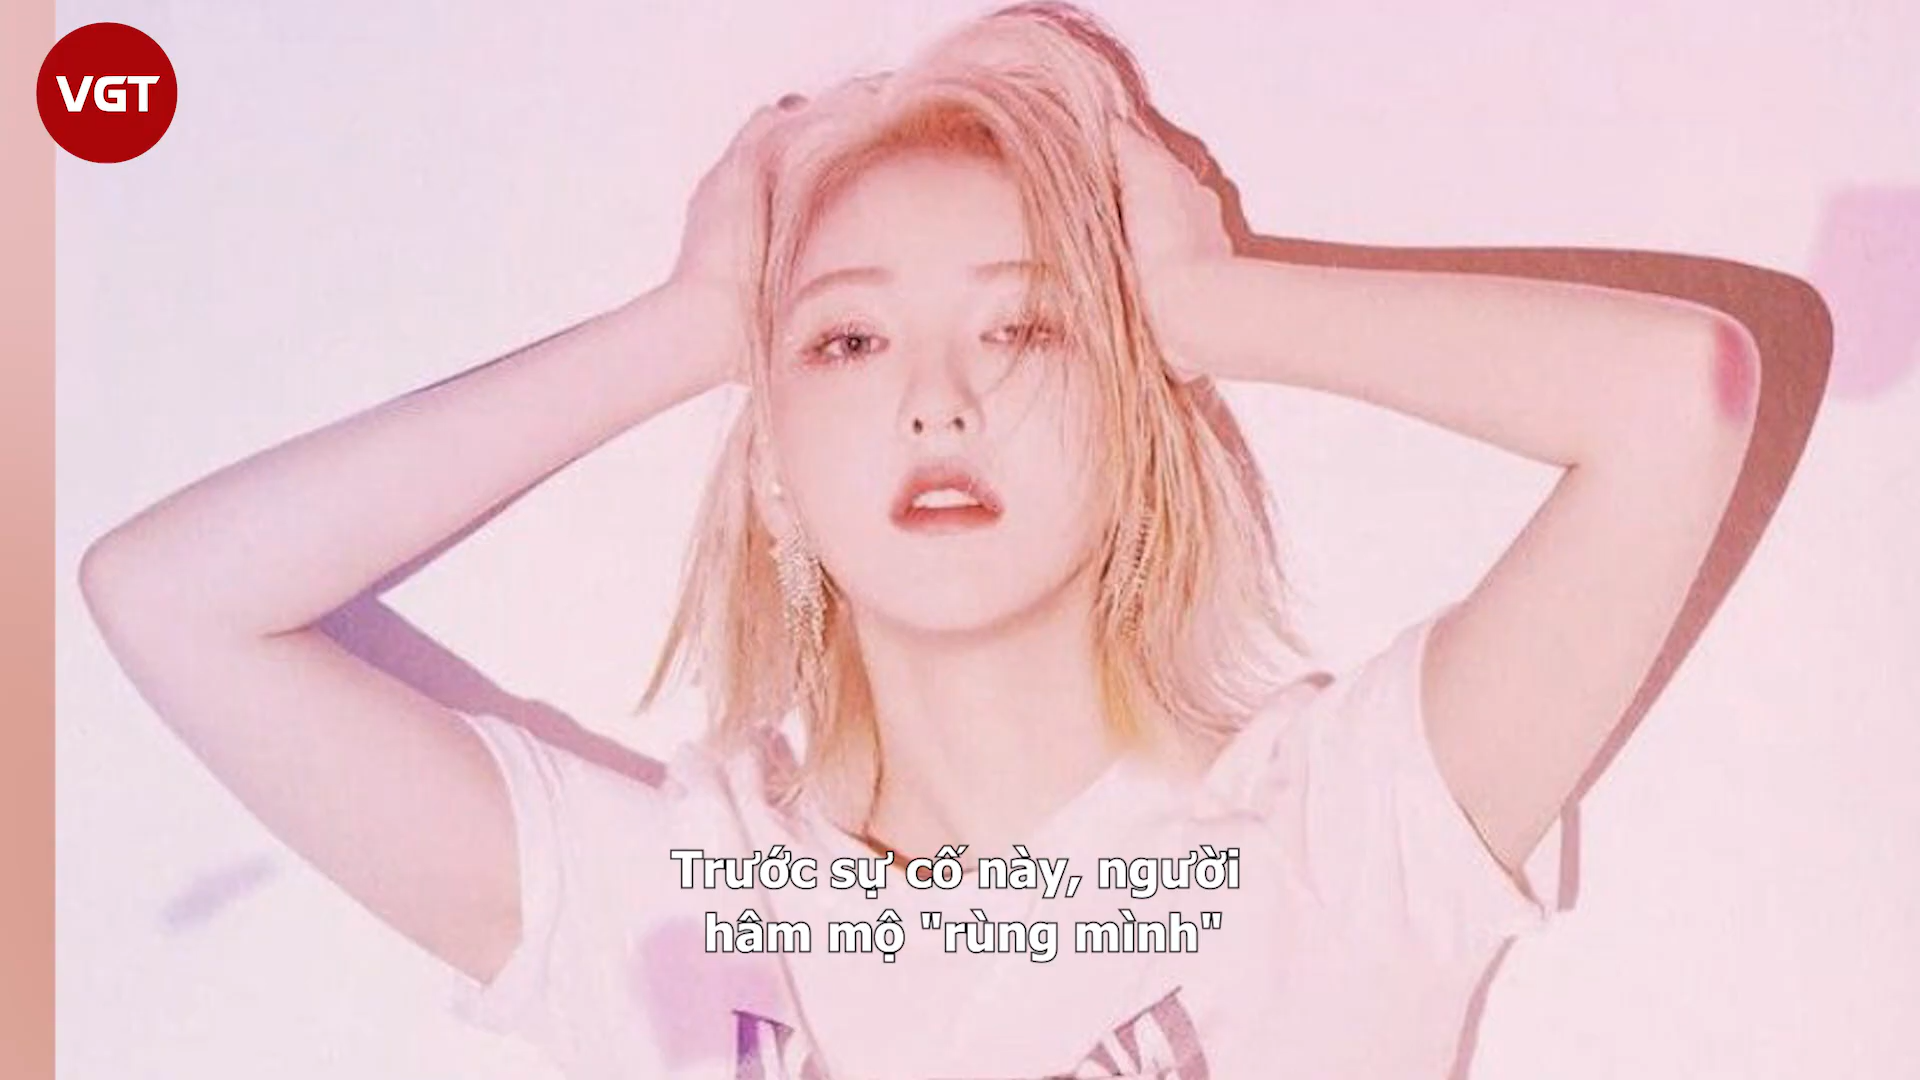 VGT
Trước sự cố này, người
hâm mộ "rùng mình"